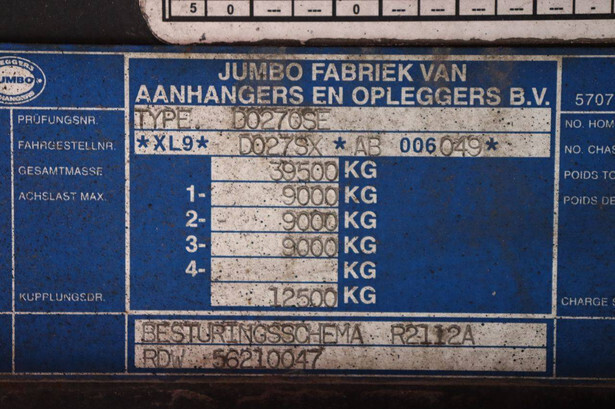 5 0 --- --- 0 --- --- --- --- ---
JUMBO
JUMBO FABRIEK VAN
AANHANGERS EN OPLEGGERS B.V.
5707
PRÜFUNGSNR. TYPE DO270SE NO. HOM
FAHRGESTELLNR. *XL9* D027SX * AB 006049* NO. CHAS
GESAMTMASSE 39500 KG POIDS TO
ACHSLAST MAX. 1- 9000 KG POIDS DE
2- 9000 KG
3- 9000 KG
4- KG
KUPPLUNGSDR. 12500 KG CHARGE S
BESTURINGSSCHEMA R2112A
RDW 56210047